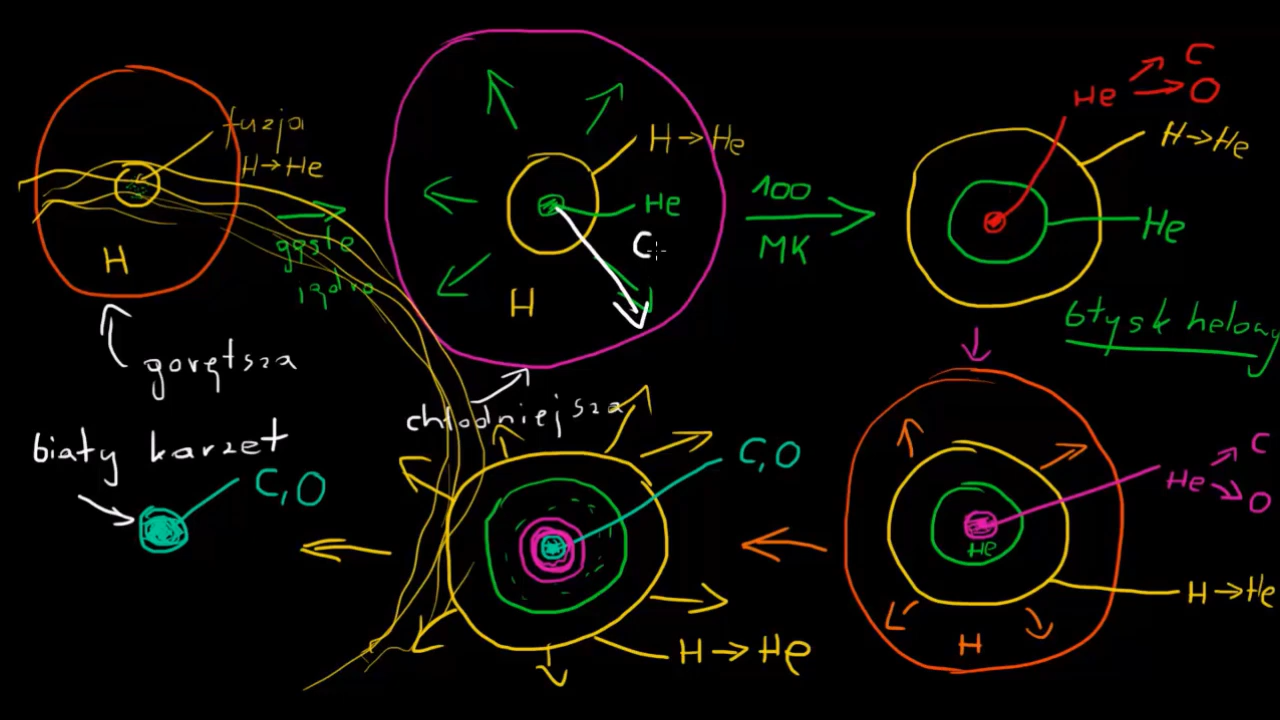 fuzja
H→He
H
gęste
jądro
gorętsza
H→He
He
C
H
chłodniejsza
100
MK
He
C
O
H→He
He
błysk helowy
He
C
O
He
H→He
H
C,O
H→He
biały karzeł
C,O